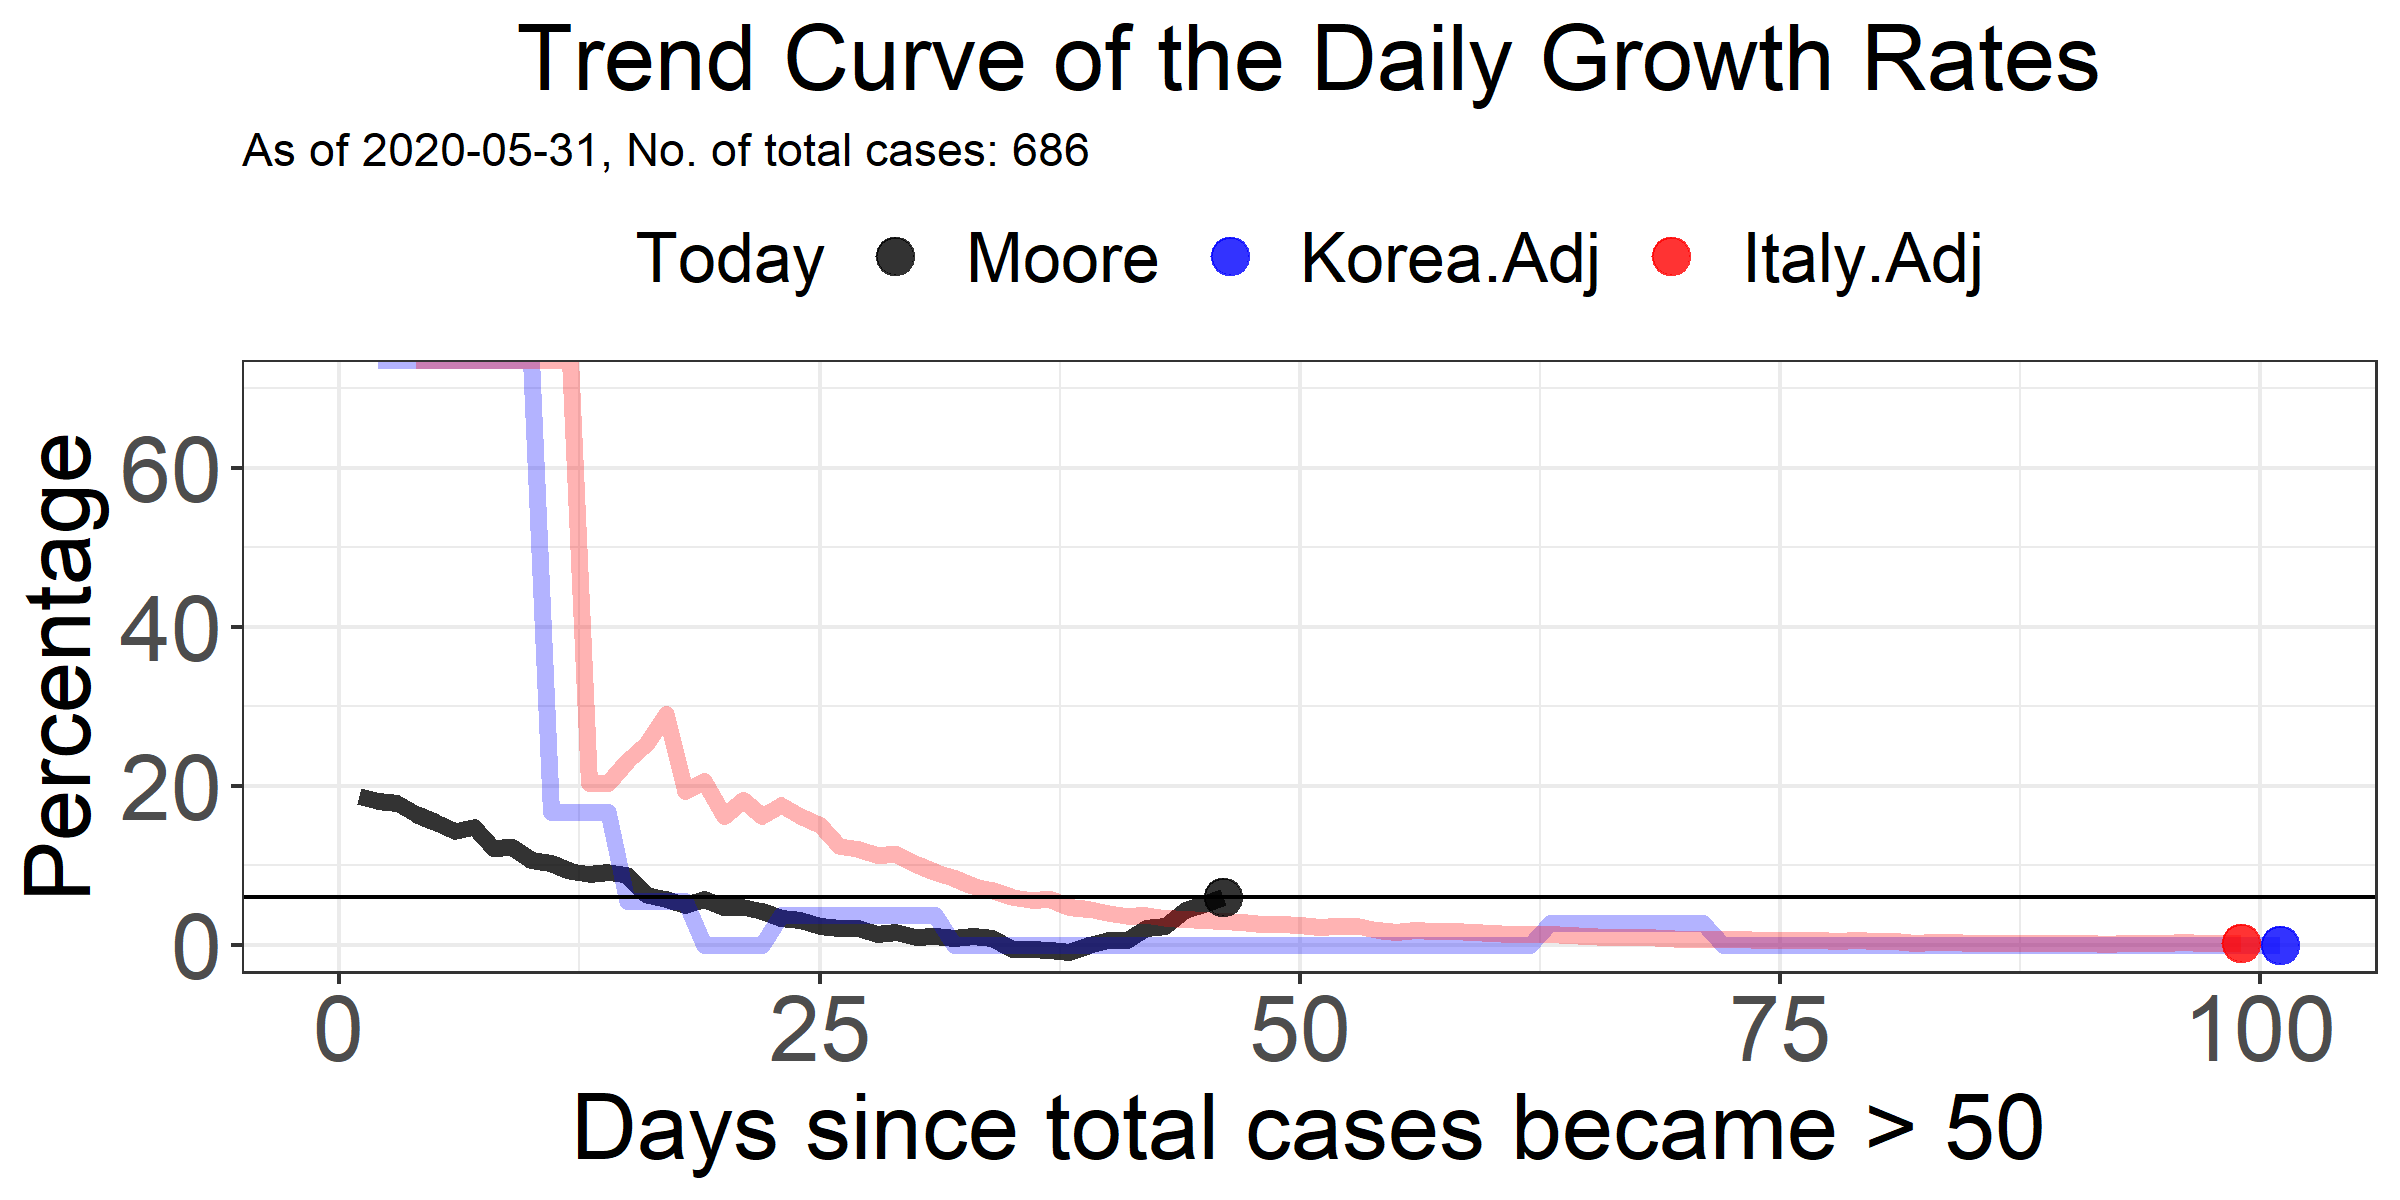 Trend Curve of the Daily Growth Rates
As of 2020-05-31, No. of total cases: 686
Today Moore Korea.Adj Italy.Adj
Percentage
60
40
20
0
0 25 50 75 100
Days since total cases became > 50